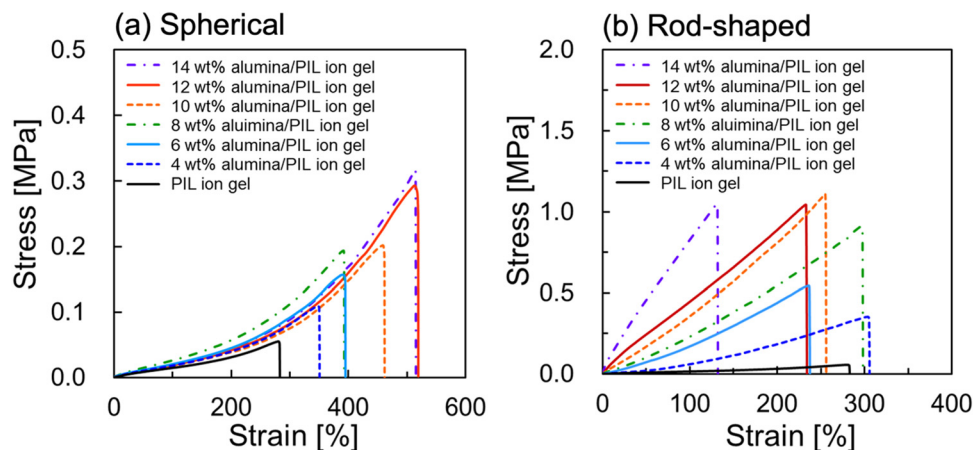 (a) Spherical
Stress [MPa]
0.5
0.4
0.3
0.2
0.1
0.0
14 wt% alumina/PIL ion gel
12 wt% alumina/PIL ion gel
10 wt% alumina/PIL ion gel
8 wt% aluimina/PIL ion gel
6 wt% alumina/PIL ion gel
4 wt% alumina/PIL ion gel
PIL ion gel
0 200 400 600
Strain [%]
(b) Rod-shaped
Stress [MPa]
2.0
1.5
1.0
0.5
0.0
14 wt% alumina/PIL ion gel
12 wt% alumina/PIL ion gel
10 wt% alumina/PIL ion gel
8 wt% aluimina/PIL ion gel
6 wt% alumina/PIL ion gel
4 wt% alumina/PIL ion gel
PIL ion gel
0 100 200 300 400
Strain [%]